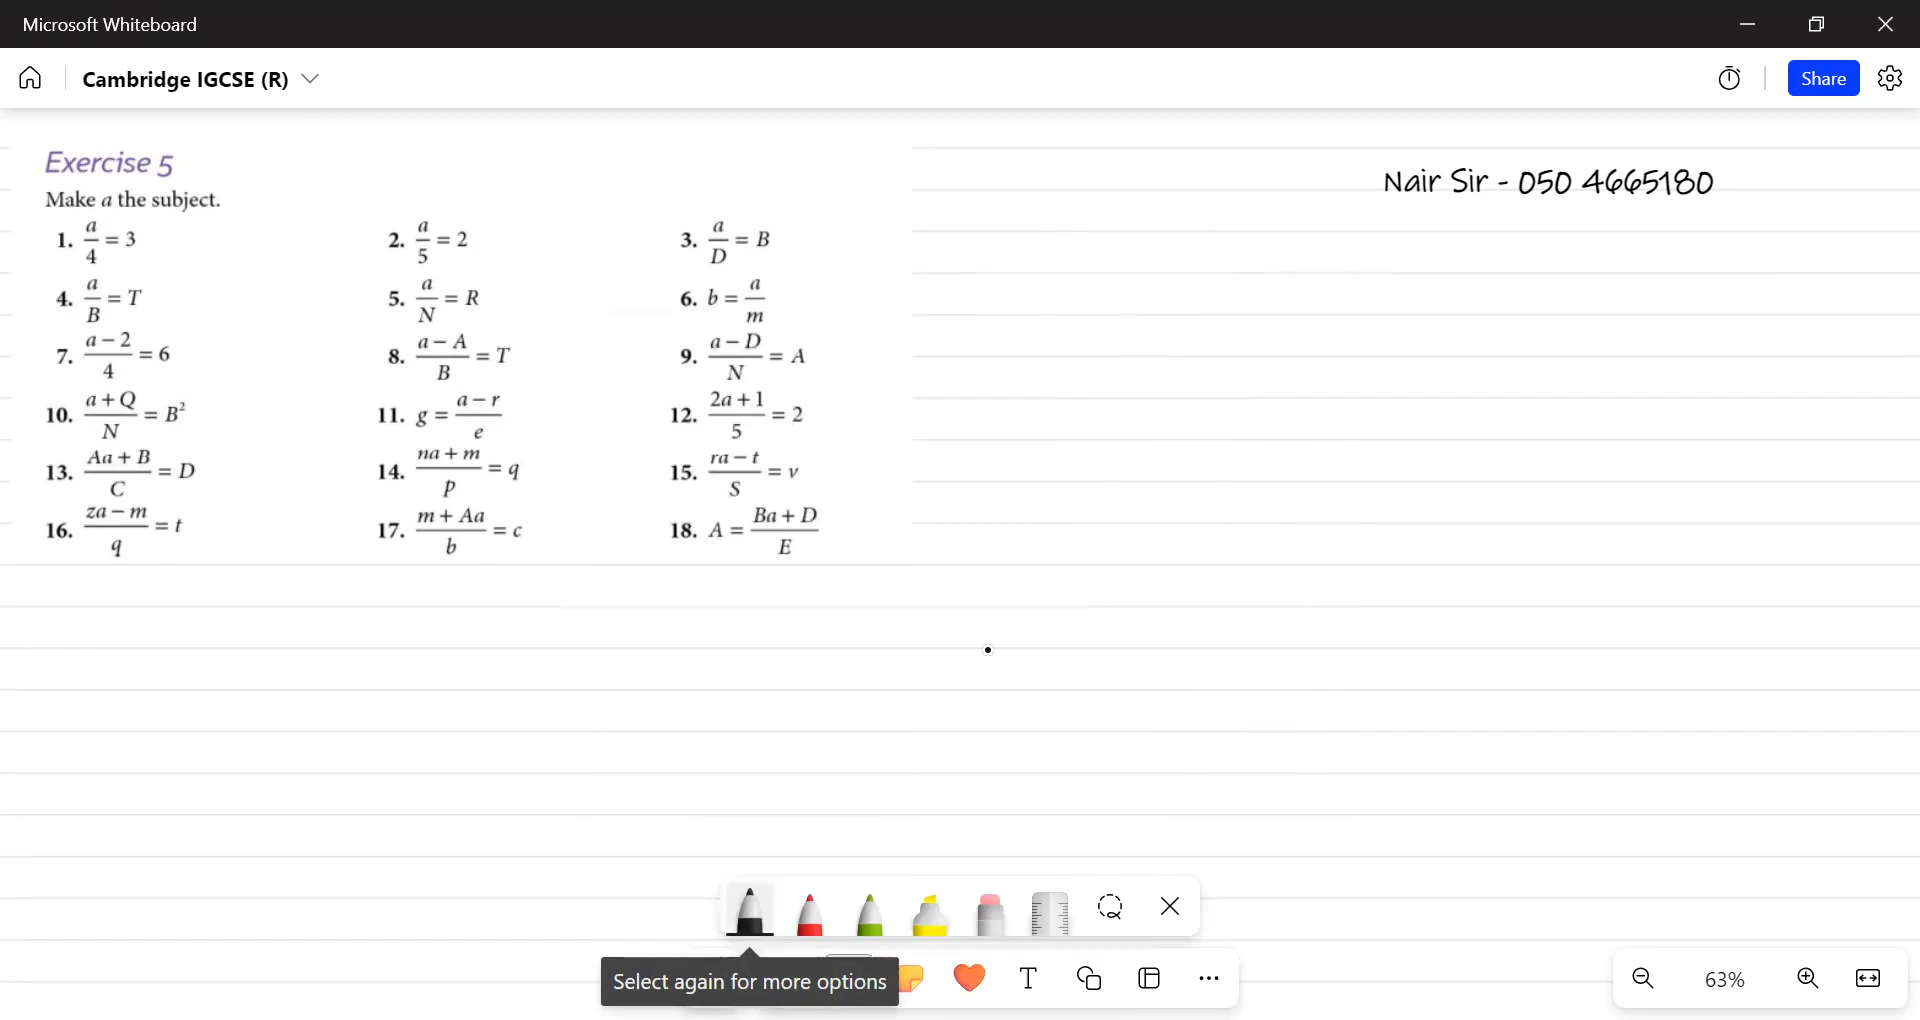 Microsoft Whiteboard
Cambridge IGCSE (R)
Share
Exercise 5
Nair Sir - 050 4665180
Make a the subject.
1. a/4 = 3
2. a/5 = 2
3. a/D = B
4. a/B = T
5. a/N = R
6. b = a/m
7. (a − 2)/4 = 6
8. (a − A)/B = T
9. (a − D)/N = A
10. (a + Q)/N = B²
11. g = (a − r)/e
12. (2a + 1)/5 = 2
13. (Aa + B)/C = D
14. (na + m)/p = q
15. (ra − t)/S = v
16. (za − m)/q = t
17. (m + Aa)/b = c
18. A = (Ba + D)/E
Select again for more options
63%